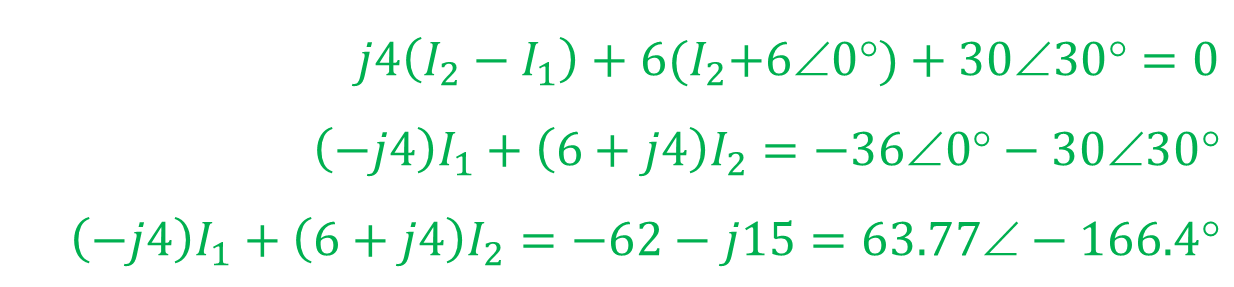 j4(I₂ − I₁) + 6(I₂+6∠0°) + 30∠30° = 0
(−j4)I₁ + (6 + j4)I₂ = −36∠0° − 30∠30°
(−j4)I₁ + (6 + j4)I₂ = −62 − j15 = 63.77∠ − 166.4°